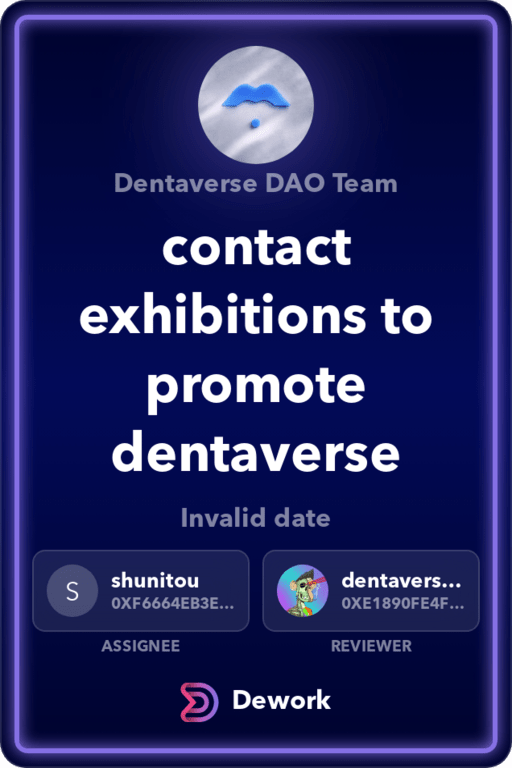 Dentaverse DAO Team
contact
exhibitions to
promote
dentaverse
Invalid date
S
shunitou
0XF6664EB3E...
dentavers...
0XE1890FE4F...
ASSIGNEE
REVIEWER
Dework